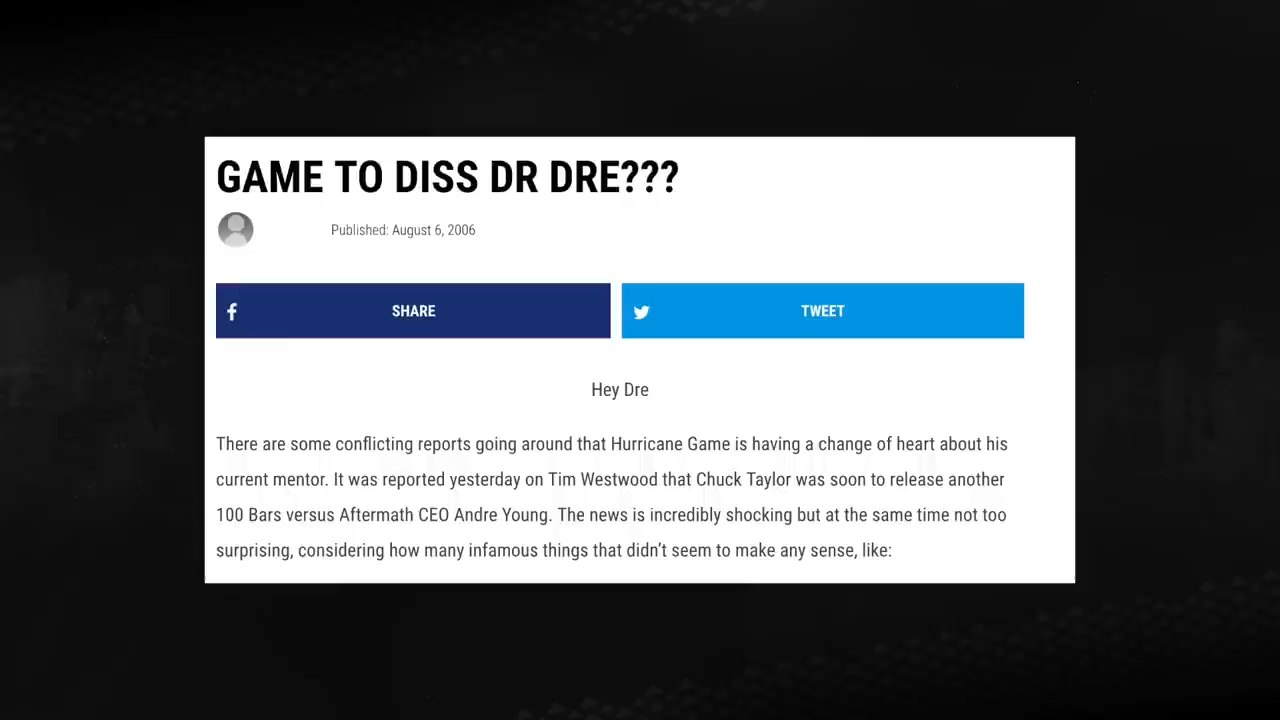 GAME TO DISS DR DRE???
Published: August 6, 2006
SHARE
TWEET
Hey Dre
There are some conflicting reports going around that Hurricane Game is having a change of heart about his
current mentor. It was reported yesterday on Tim Westwood that Chuck Taylor was soon to release another
100 Bars versus Aftermath CEO Andre Young. The news is incredibly shocking but at the same time not too
surprising, considering how many infamous things that didn’t seem to make any sense, like: